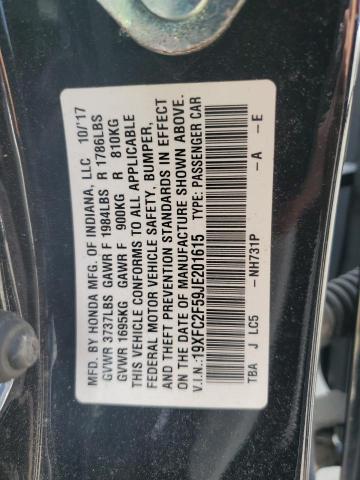 MFD. BY HONDA MFG. OF INDIANA, LLC 10/'17
GVWR 3737LBS GAWR F 1984LBS R 1786LBS
GVWR 1695KG GAWR F 900KG R 810KG
THIS VEHICLE CONFORMS TO ALL APPLICABLE
FEDERAL MOTOR VEHICLE SAFETY, BUMPER,
AND THEFT PREVENTION STANDARDS IN EFFECT
ON THE DATE OF MANUFACTURE SHOWN ABOVE.
V.I.N.:19XFC2F59JE201615 TYPE: PASSENGER CAR
TBA J LC5 -NH731P -A -E